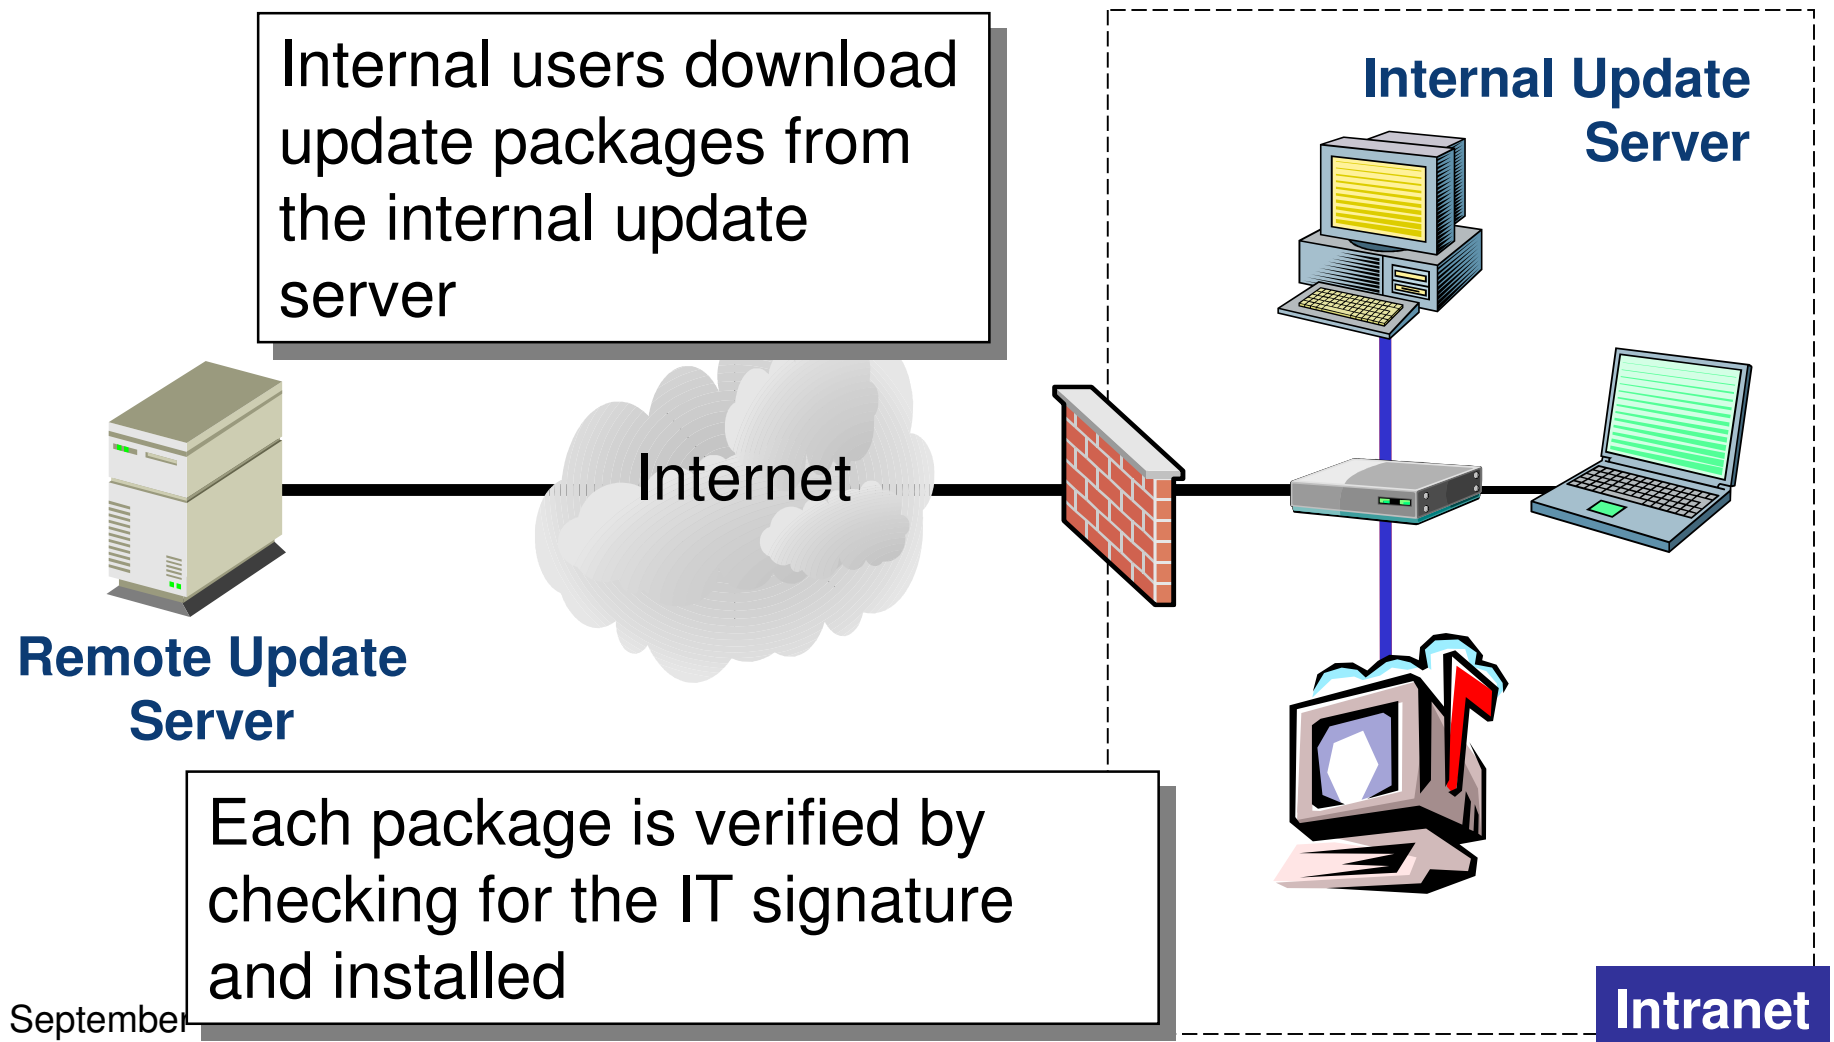 Internal users download
update packages from
the internal update
server
Internal Update
Server
Internet
Remote Update
Server
Each package is verified by
checking for the IT signature
and installed
September
Intranet